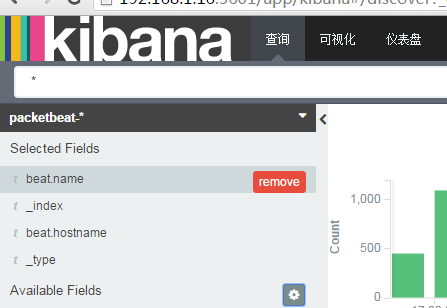 192.168.1.16:5601/app/kibana#/discover?_
kibana
查询 可视化 仪表盘
*
packetbeat-*
Selected Fields
t beat.name remove
t _index
t beat.hostname
t _type
Available Fields
Count
1,000
500
0